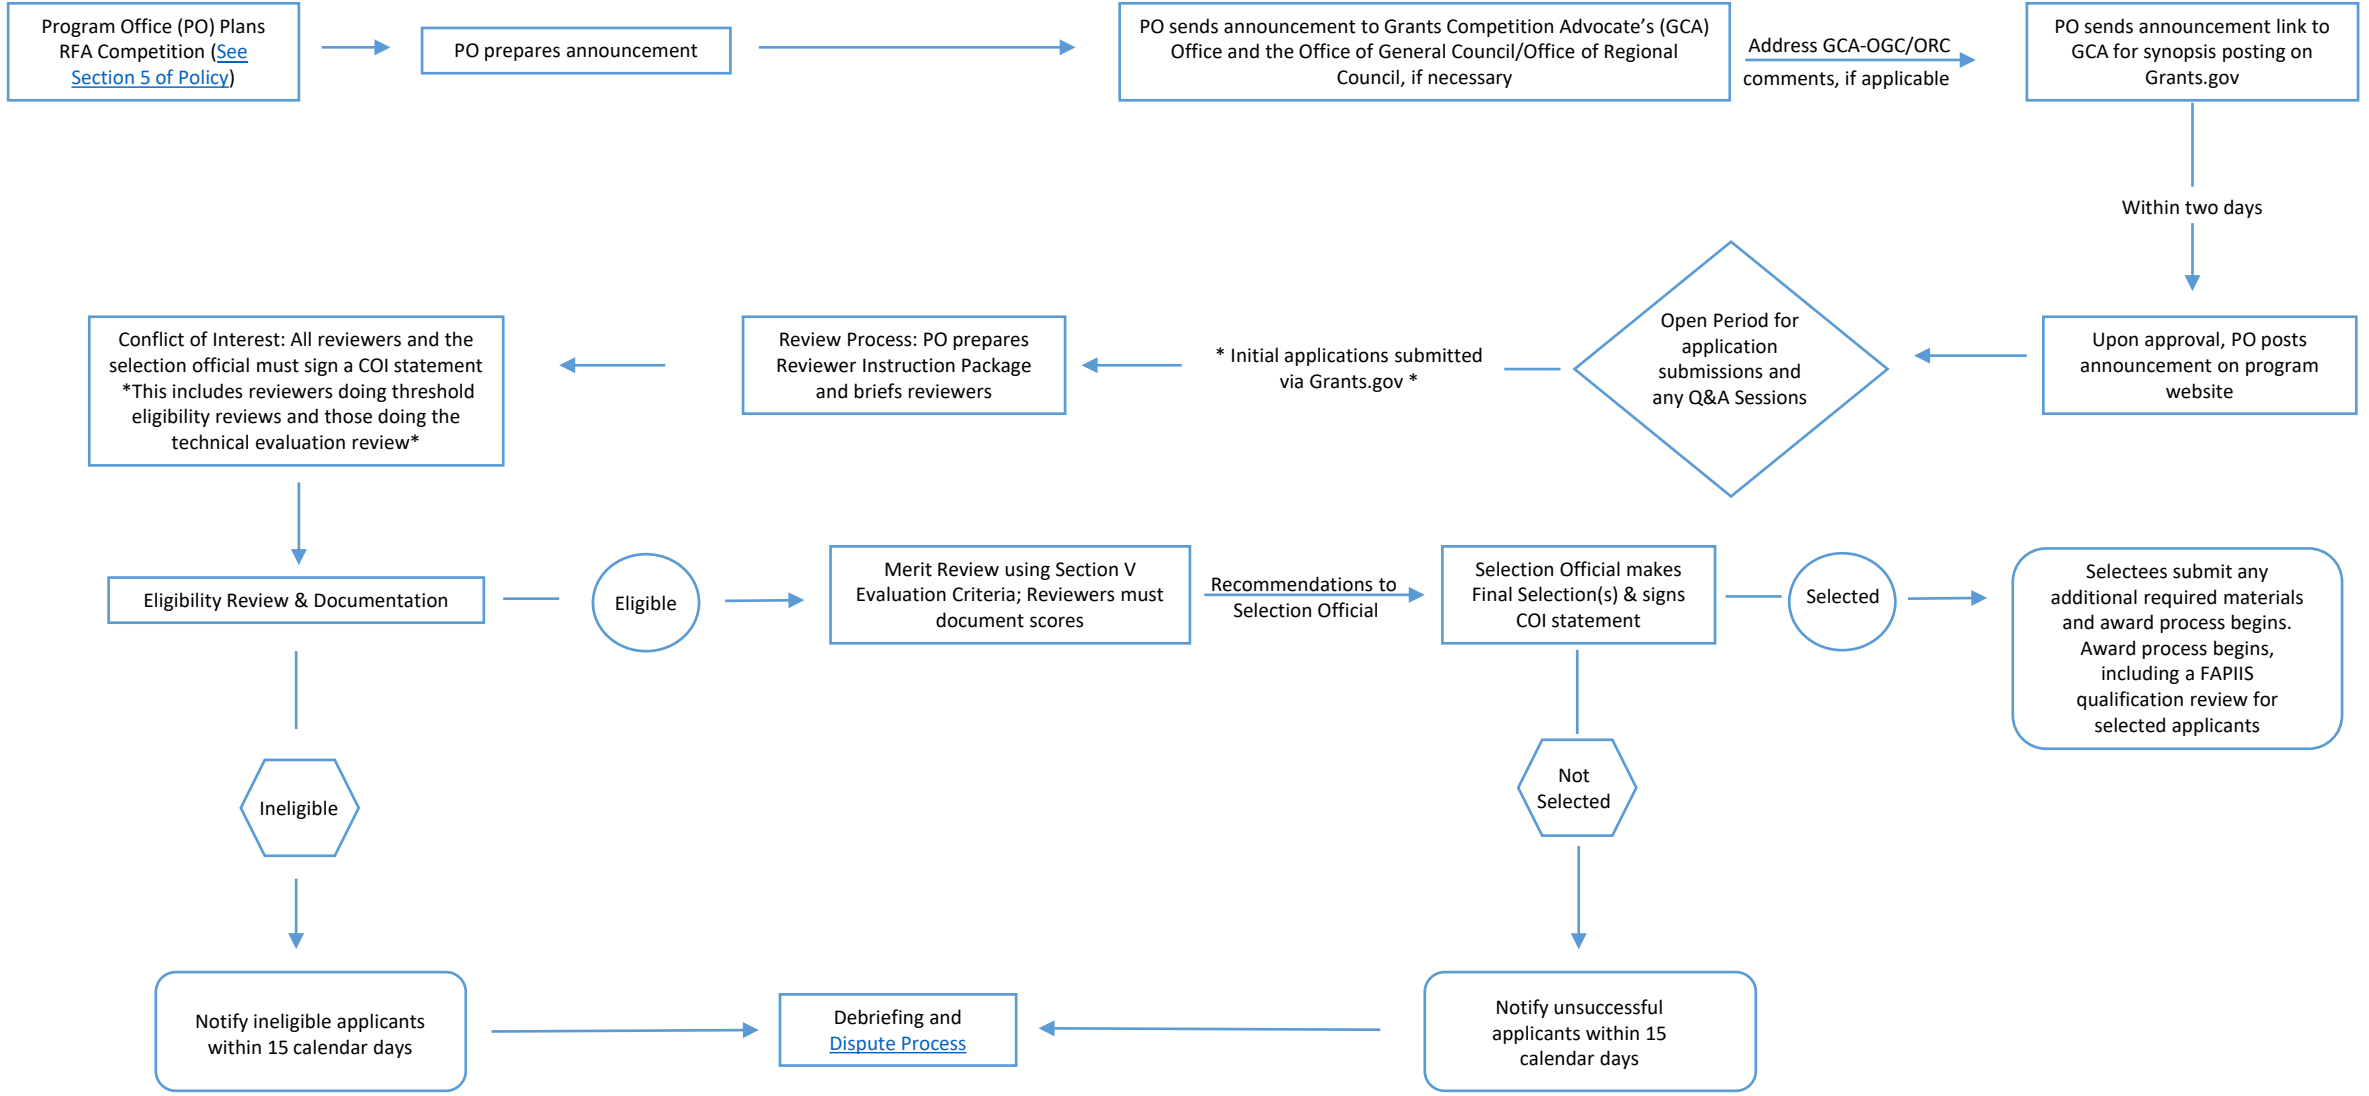 Program Office (PO) Plans
RFA Competition (See
Section 5 of Policy)
PO prepares announcement
PO sends announcement to Grants Competition Advocate’s (GCA)
Office and the Office of General Council/Office of Regional
Council, if necessary
Address GCA-OGC/ORC
comments, if applicable
PO sends announcement link to
GCA for synopsis posting on
Grants.gov
Within two days
Upon approval, PO posts
announcement on program
website
Open Period for
application
submissions and
any Q&A Sessions
* Initial applications submitted
via Grants.gov *
Review Process: PO prepares
Reviewer Instruction Package
and briefs reviewers
Conflict of Interest: All reviewers and the
selection official must sign a COI statement
*This includes reviewers doing threshold
eligibility reviews and those doing the
technical evaluation review*
Eligibility Review & Documentation
Eligible
Merit Review using Section V
Evaluation Criteria; Reviewers must
document scores
Recommendations to
Selection Official
Selection Official makes
Final Selection(s) & signs
COI statement
Selected
Selectees submit any
additional required materials
and award process begins.
Award process begins,
including a FAPIIS
qualification review for
selected applicants
Ineligible
Not
Selected
Notify ineligible applicants
within 15 calendar days
Debriefing and
Dispute Process
Notify unsuccessful
applicants within 15
calendar days